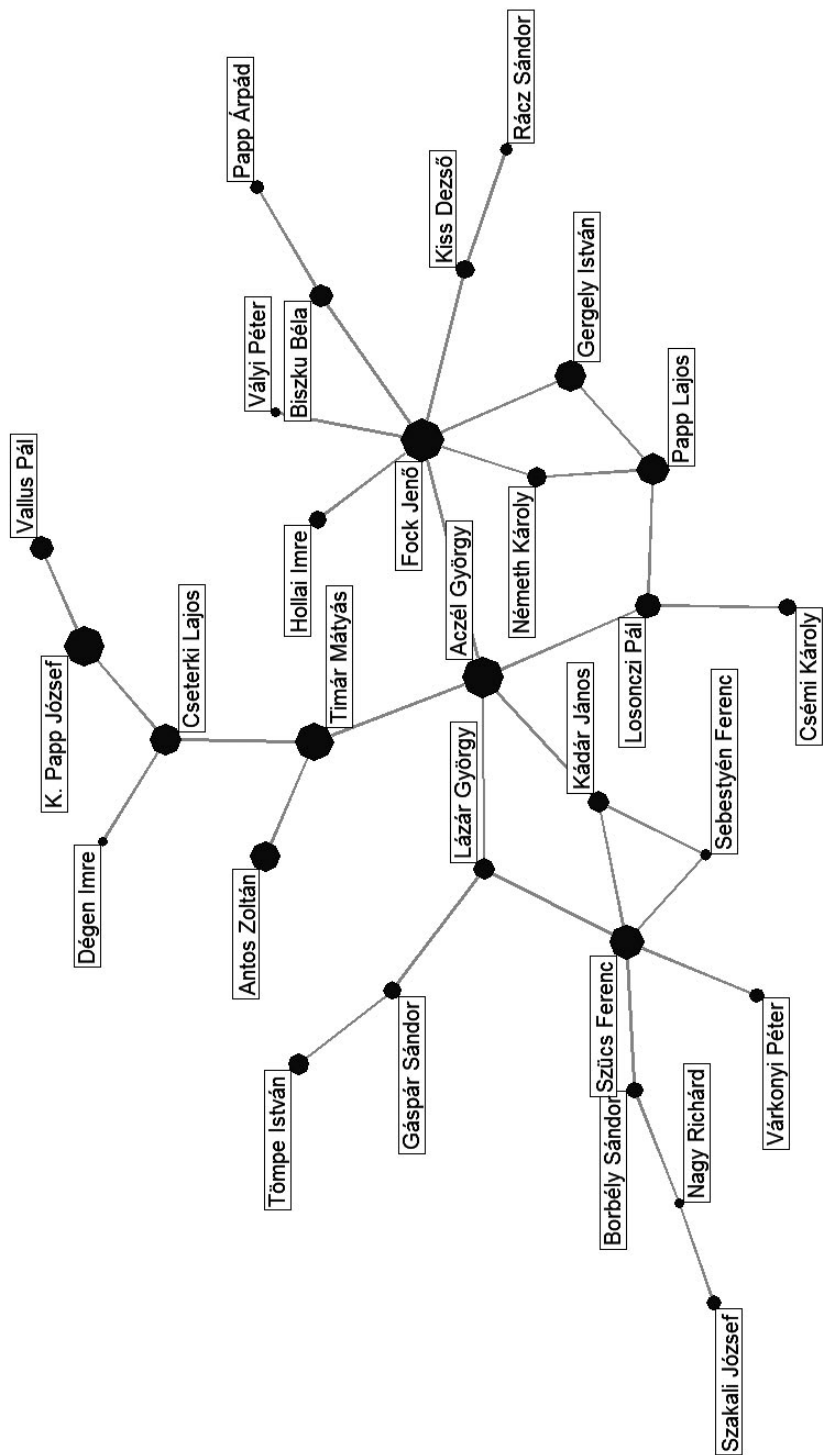 Szakali József
Nagy Richárd
Borbély Sándor
Szücs Ferenc
Várkonyi Péter
Tömpe István
Gáspár Sándor
Lázár György
Kádár János
Sebestyén Ferenc
Antos Zoltán
Dégen Imre
Timár Mátyás
Cseterki Lajos
K. Papp József
Vallus Pál
Aczél György
Losonczi Pál
Csémi Károly
Hollai Imre
Fock Jenő
Németh Károly
Papp Lajos
Gergely István
Vályi Péter
Biszku Béla
Papp Árpád
Kiss Dezső
Rácz Sándor